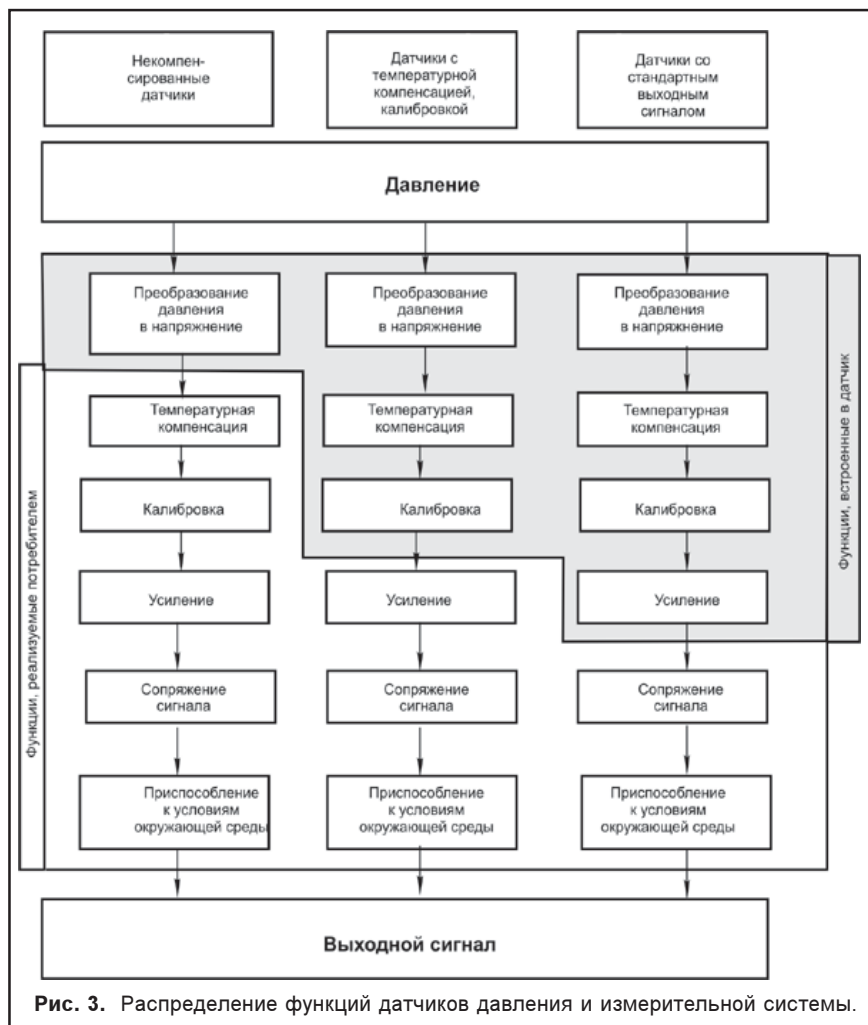 Некомпен-
сированные
датчики
Датчики с
температурной
компенсацией,
калибровкой
Датчики со
стандартным
выходным
сигналом
Давление
Преобразование
давления
в напряжнение
Преобразование
давления
в напряжнение
Преобразование
давления
в напряжнение
Температурная
компенсация
Температурная
компенсация
Температурная
компенсация
Калибровка
Калибровка
Калибровка
Усиление
Усиление
Усиление
Сопряжение
сигнала
Сопряжение
сигнала
Сопряжение
сигнала
Приспособление
к условиям
окружающей среды
Приспособление
к условиям
окружающей среды
Приспособление
к условиям
окружающей среды
Функции, реализуемые потребителем
Функции, встроенные в датчик
Выходной сигнал
Рис. 3. Распределение функций датчиков давления и измерительной системы.